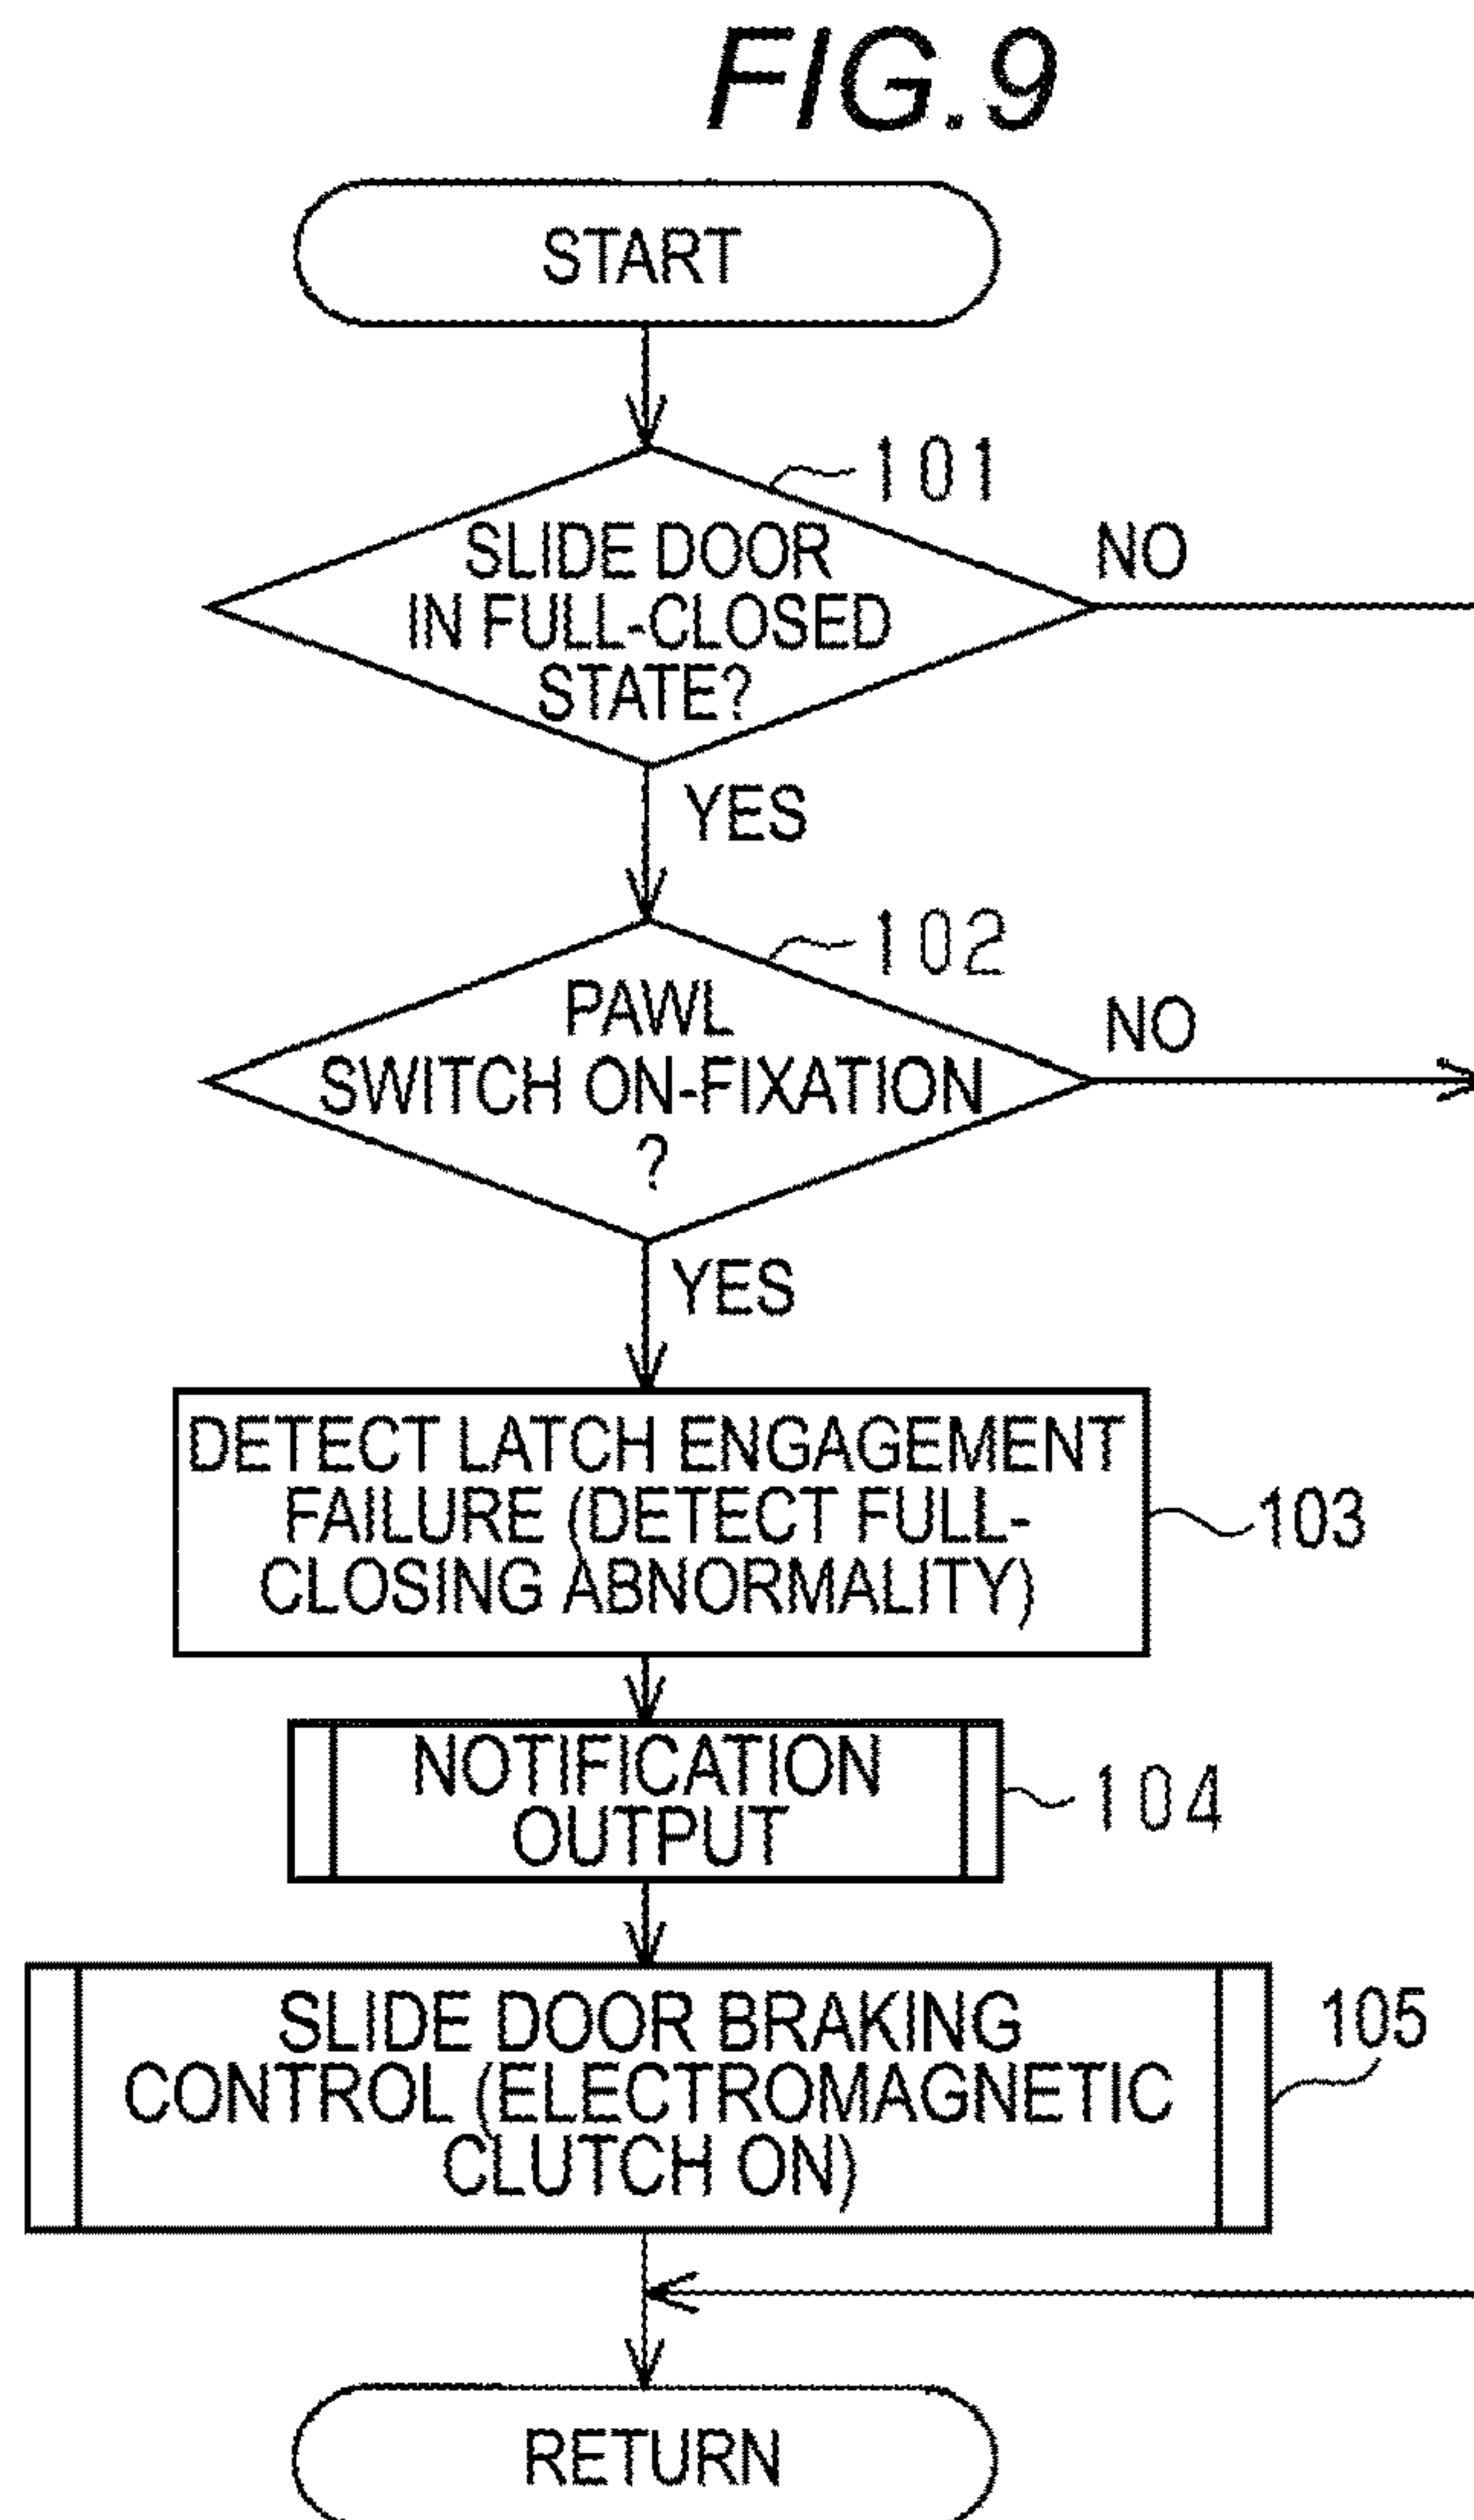 FIG.9
START
101
SLIDE DOOR
IN FULL-CLOSED
STATE?
NO
YES
102
PAWL
SWITCH ON-FIXATION
?
NO
YES
DETECT LATCH ENGAGEMENT
FAILURE (DETECT FULL-
CLOSING ABNORMALITY)
103
NOTIFICATION
OUTPUT
104
SLIDE DOOR BRAKING
CONTROL (ELECTROMAGNETIC
CLUTCH ON)
105
RETURN